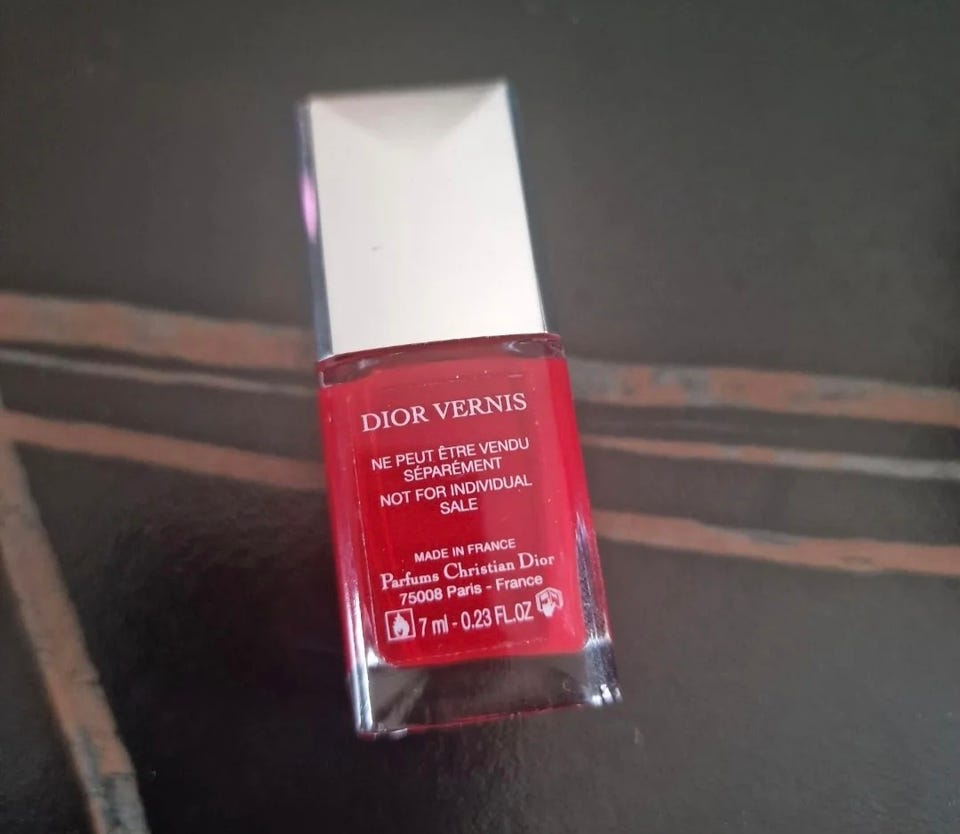 DIOR VERNIS
NE PEUT ÊTRE VENDU
SÉPARÉMENT
NOT FOR INDIVIDUAL
SALE
MADE IN FRANCE
Parfums Christian Dior
75008 Paris - France
7 ml - 0.23 FL.OZ